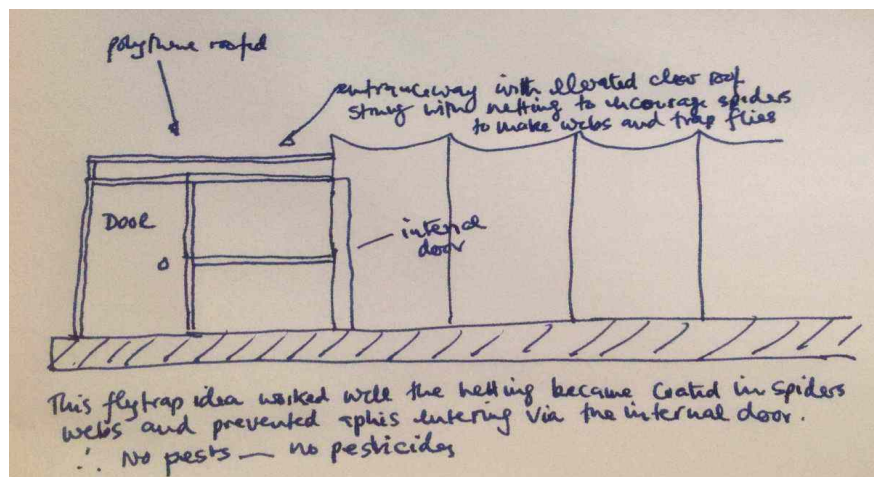 polythene roofed
entranceway with elevated clear roof
strung with netting to encourage spiders
to make webs and trap flies
DOOR
internal
door
This flytrap idea worked well the netting became coated in spiders
webs and prevented aphis entering via the internal door.
∴ No pests — no pesticides